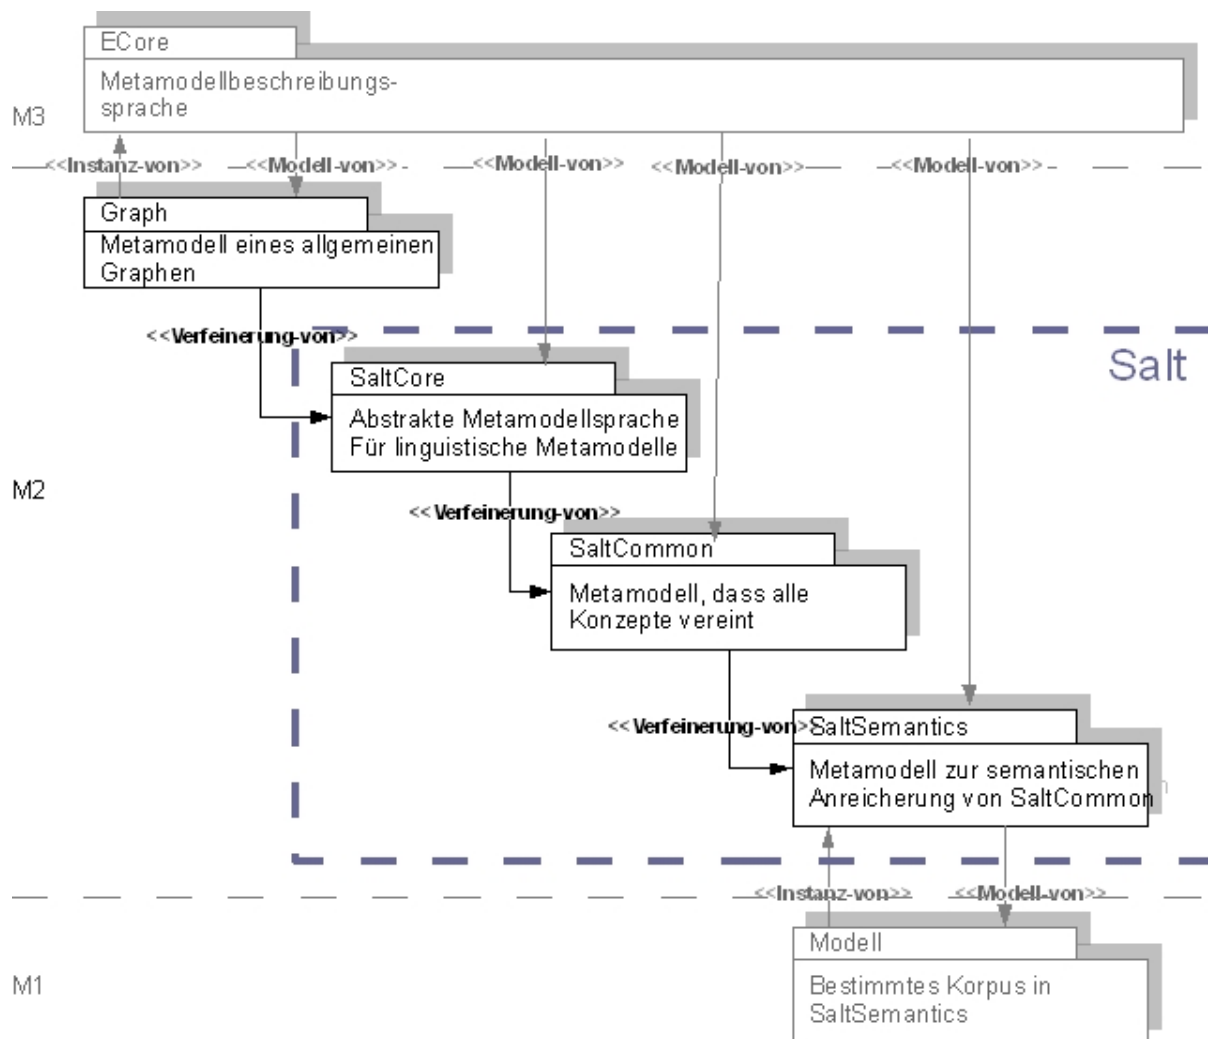 ECore
Metamodellbeschreibungs-
sprache
M3
<<Instanz-von>>
<<Modell-von>>
<<Modell-von>>
<<Modell-von>>
<<Modell-von>>
Graph
Metamodell eines allgemeinen
Graphen
<<Verfeinerung-von>>
Salt
SaltCore
Abstrakte Metamodellsprache
Für linguistische Metamodelle
M2
<<Verfeinerung-von>>
SaltCommon
Metamodell, dass alle
Konzepte vereint
<<Verfeinerung-von>>
SaltSemantics
Metamodell zur semantischen
Anreicherung von SaltCommon
<<Instanz-von>>
<<Modell-von>>
Modell
M1
Bestimmtes Korpus in
SaltSemantics